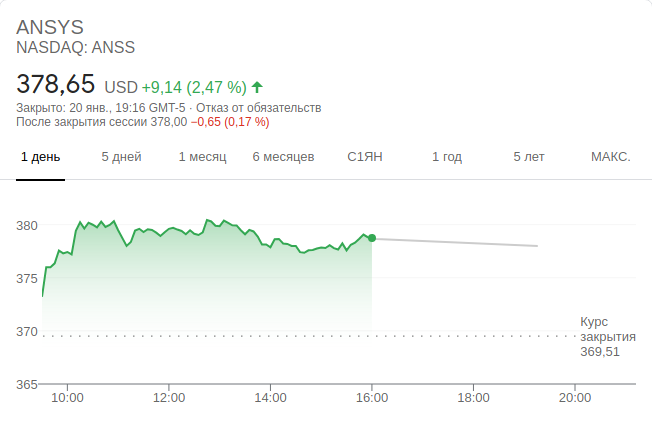 ANSYS
NASDAQ: ANSS
378,65 USD +9,14 (2,47 %)
Закрыто: 20 янв., 19:16 GMT-5 · Отказ от обязательств
После закрытия сессии 378,00 −0,65 (0,17 %)
1 день 5 дней 1 месяц 6 месяцев С1ЯН 1 год 5 лет МАКС.
380
375
370
365
Курс
закрытия
369,51
10:00 12:00 14:00 16:00 18:00 20:00